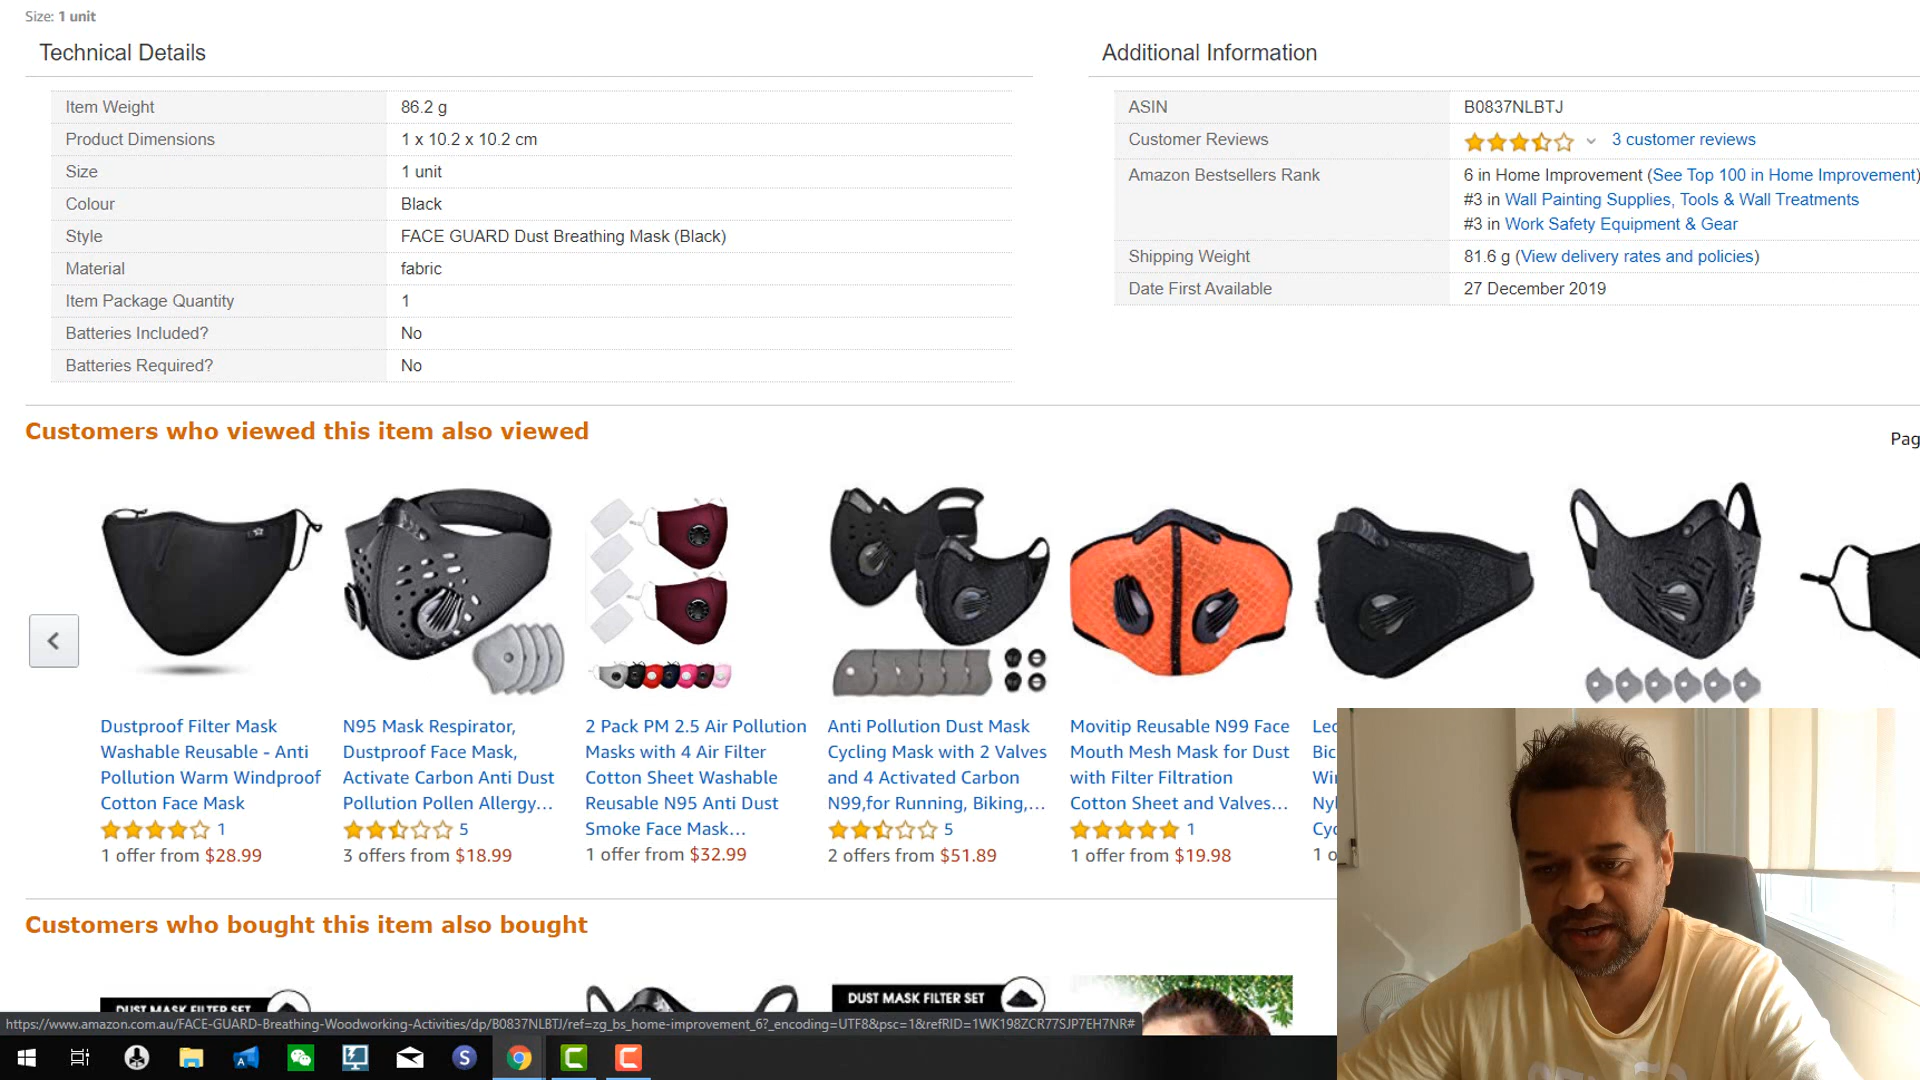 Size: 1 unit
Technical Details
Additional Information
Item Weight 86.2 g
Product Dimensions 1 x 10.2 x 10.2 cm
Size 1 unit
Colour Black
Style FACE GUARD Dust Breathing Mask (Black)
Material fabric
Item Package Quantity 1
Batteries Included? No
Batteries Required? No
ASIN B0837NLBTJ
Customer Reviews 3 customer reviews
Amazon Bestsellers Rank 6 in Home Improvement (See Top 100 in Home Improvement)
#3 in Wall Painting Supplies, Tools & Wall Treatments
#3 in Work Safety Equipment & Gear
Shipping Weight 81.6 g (View delivery rates and policies)
Date First Available 27 December 2019
Customers who viewed this item also viewed
Pag
Dustproof Filter Mask
Washable Reusable - Anti
Pollution Warm Windproof
Cotton Face Mask
1
1 offer from $28.99
N95 Mask Respirator,
Dustproof Face Mask,
Activate Carbon Anti Dust
Pollution Pollen Allergy...
5
3 offers from $18.99
2 Pack PM 2.5 Air Pollution
Masks with 4 Air Filter
Cotton Sheet Washable
Reusable N95 Anti Dust
Smoke Face Mask...
1 offer from $32.99
Anti Pollution Dust Mask
Cycling Mask with 2 Valves
and 4 Activated Carbon
N99,for Running, Biking,...
5
2 offers from $51.89
Movitip Reusable N99 Face
Mouth Mesh Mask for Dust
with Filter Filtration
Cotton Sheet and Valves...
1
1 offer from $19.98
Leo
Bic
Wi
Nyl
Cyc
1 o
Customers who bought this item also bought
DUST MASK FILTER SET
DUST MASK FILTER SET
https://www.amazon.com.au/FACE-GUARD-Breathing-Woodworking-Activities/dp/B0837NLBTJ/ref=zg_bs_home-improvement_6?_encoding=UTF8&psc=1&refRID=1WK198ZCR77SJP7EH7NR#